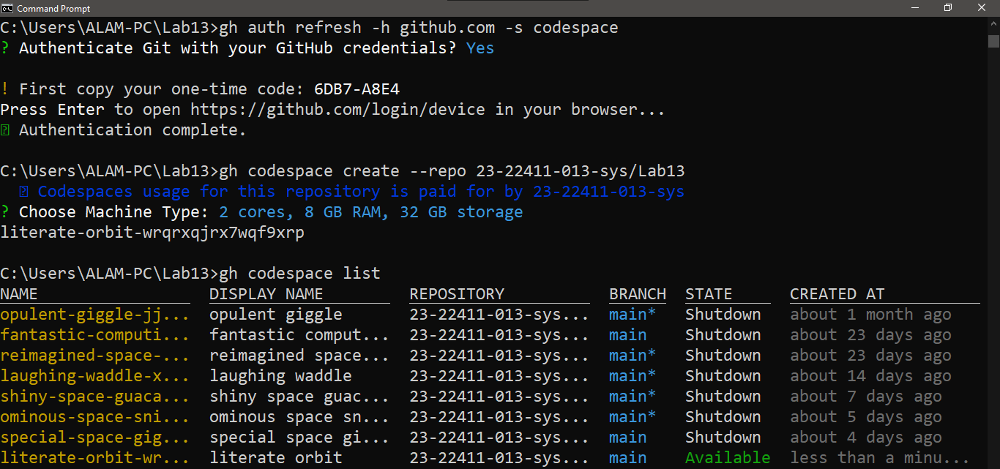 Command Prompt
C:\Users\ALAM-PC\Lab13>gh auth refresh -h github.com -s codespace
? Authenticate Git with your GitHub credentials? Yes
! First copy your one-time code: 6DB7-A8E4
Press Enter to open https://github.com/login/device in your browser...
Authentication complete.
C:\Users\ALAM-PC\Lab13>gh codespace create --repo 23-22411-013-sys/Lab13
Codespaces usage for this repository is paid for by 23-22411-013-sys
? Choose Machine Type: 2 cores, 8 GB RAM, 32 GB storage
literate-orbit-wrqrxqjrx7wqf9xrp
C:\Users\ALAM-PC\Lab13>gh codespace list
NAME DISPLAY NAME REPOSITORY BRANCH STATE CREATED AT
opulent-giggle-jj... opulent giggle 23-22411-013-sys... main* Shutdown about 1 month ago
fantastic-computi... fantastic comput... 23-22411-013-sys... main Shutdown about 23 days ago
reimagined-space-... reimagined space... 23-22411-013-sys... main* Shutdown about 23 days ago
laughing-waddle-x... laughing waddle 23-22411-013-sys... main* Shutdown about 14 days ago
shiny-space-guaca... shiny space guac... 23-22411-013-sys... main* Shutdown about 7 days ago
ominous-space-sni... ominous space sn... 23-22411-013-sys... main* Shutdown about 5 days ago
special-space-gig... special space gi... 23-22411-013-sys... main Shutdown about 4 days ago
literate-orbit-wr... literate orbit 23-22411-013-sys... main Available less than a minu...